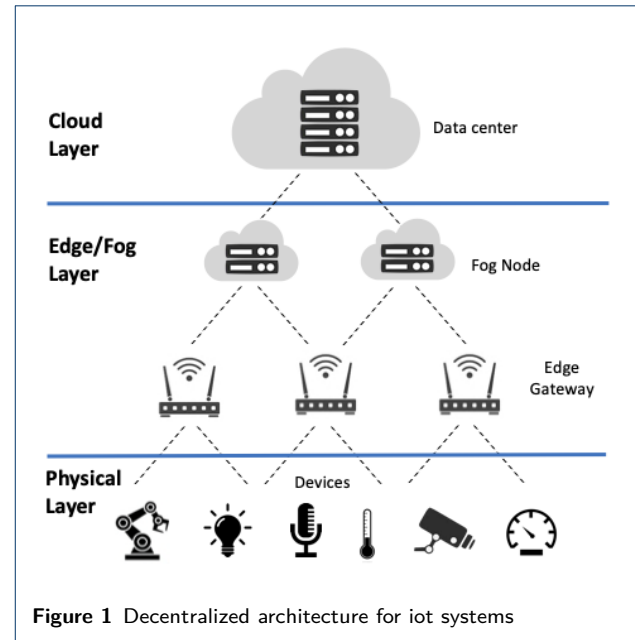 Cloud
Layer
Data center
Edge/Fog
Layer
Fog Node
Edge
Gateway
Physical
Layer
Devices
Figure 1 Decentralized architecture for iot systems